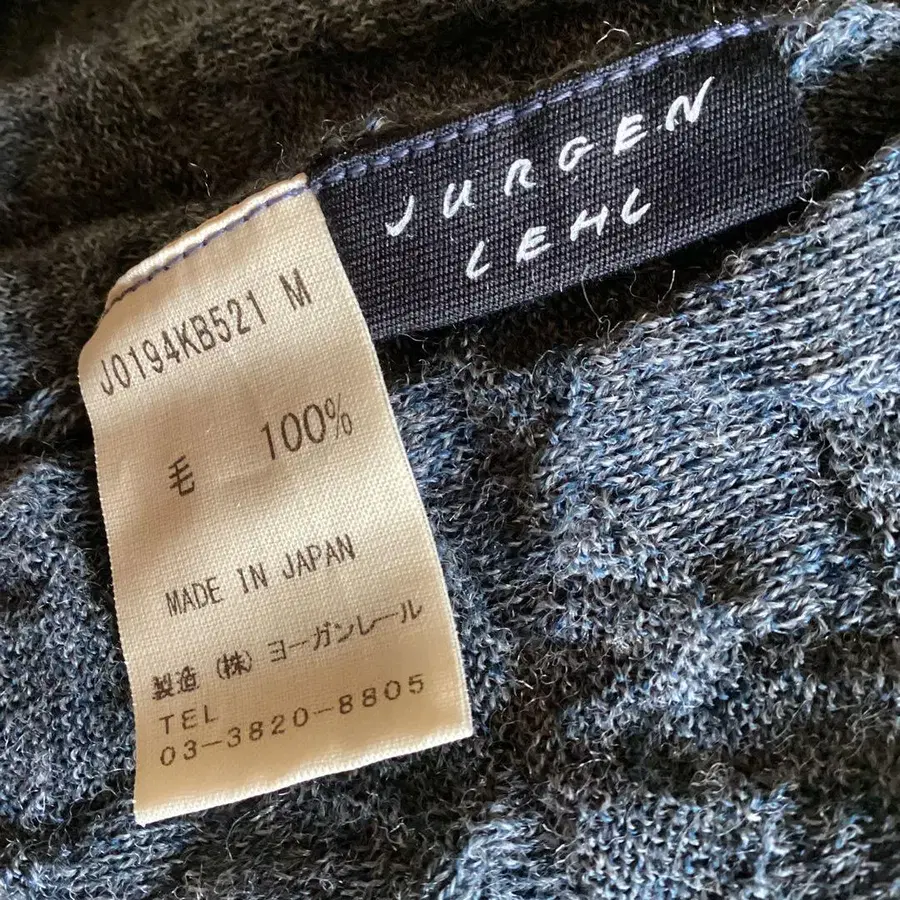 JURGEN
LEHL
J0194KB521 M
毛 100%
MADE IN JAPAN
製造 (株) ヨーガンレール
TEL
03-3820-8805